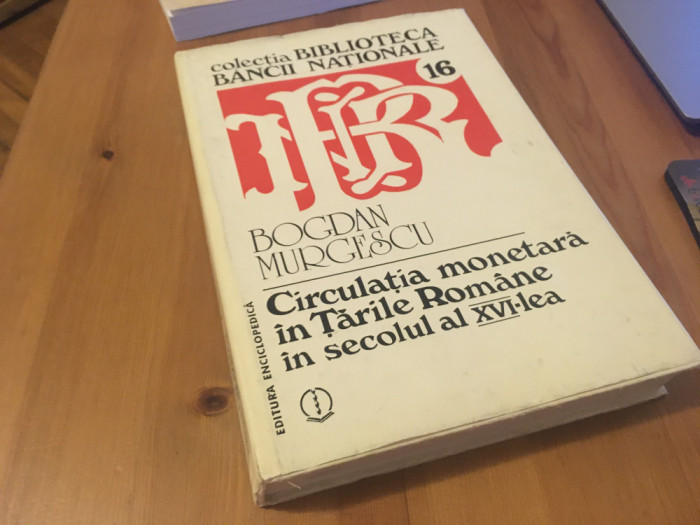 colecția BIBLIOTECA
BĂNCII NAȚIONALE
16
BOGDAN
MURGESCU
Circulația monetară
în Țările Române
în secolul al XVI-lea
EDITURA ENCICLOPEDICĂ